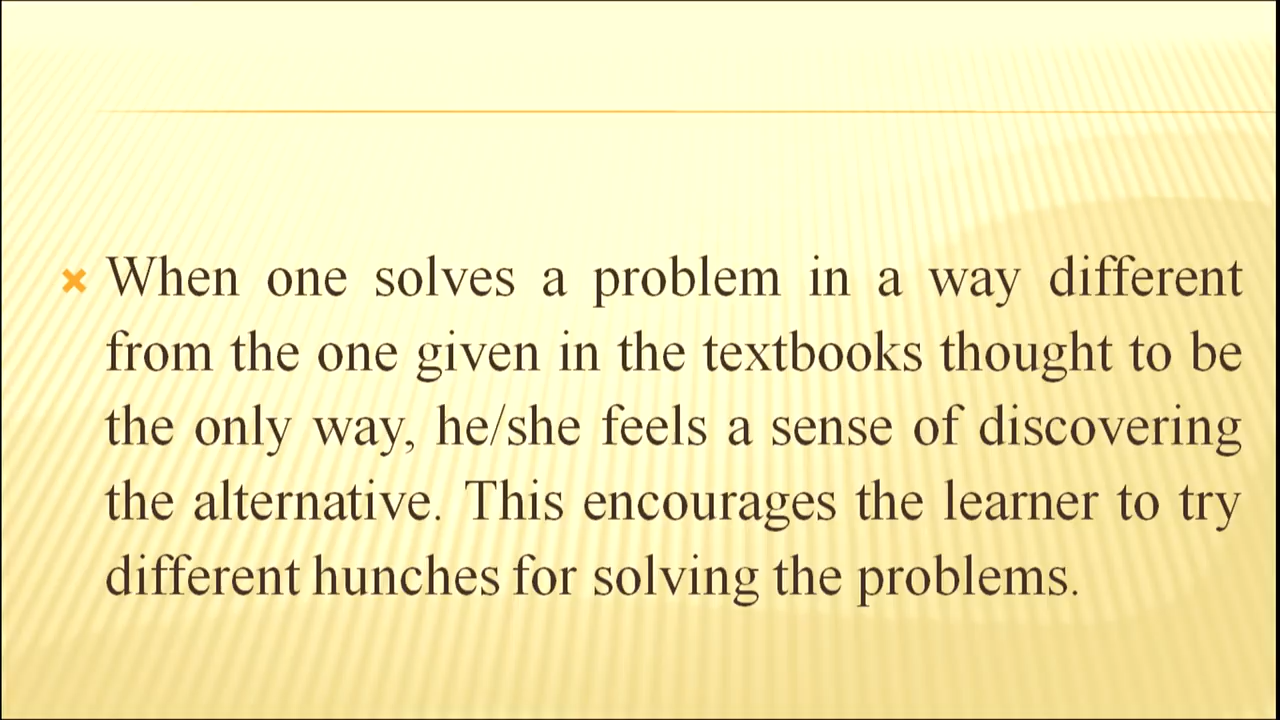 When one solves a problem in a way different
from the one given in the textbooks thought to be
the only way, he/she feels a sense of discovering
the alternative. This encourages the learner to try
different hunches for solving the problems.